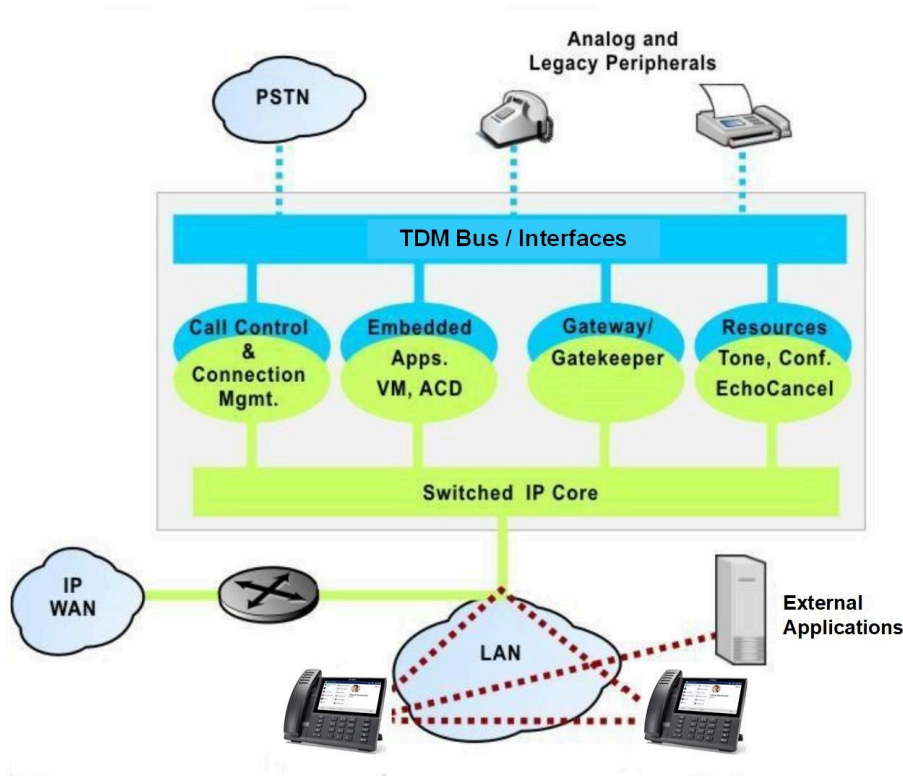 Analog and
Legacy Peripherals
PSTN
TDM Bus / Interfaces
Call Control
&
Connection
Mgmt.
Embedded
Apps.
VM, ACD
Gateway/
Gatekeeper
Resources
Tone, Conf.
EchoCancel
Switched IP Core
IP
WAN
LAN
External
Applications